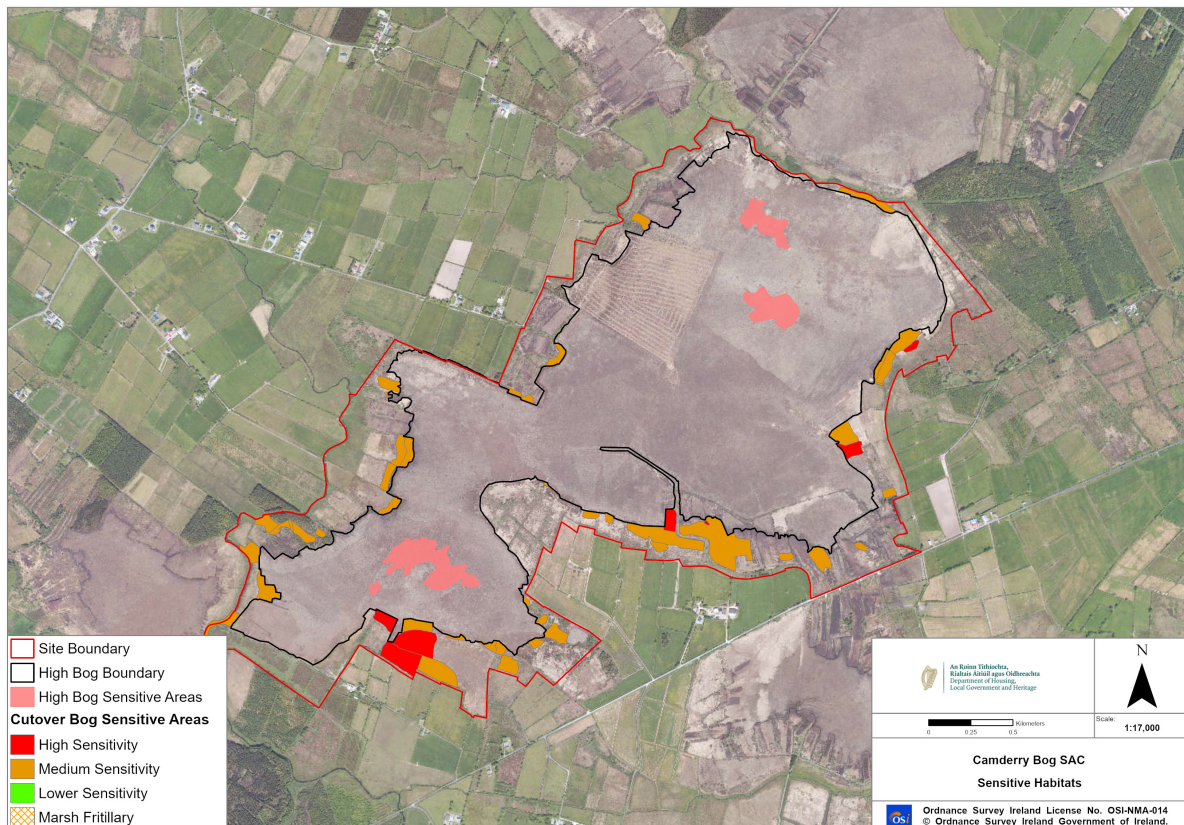 Site Boundary
High Bog Boundary
High Bog Sensitive Areas
Cutover Bog Sensitive Areas
High Sensitivity
Medium Sensitivity
Lower Sensitivity
Marsh Fritillary
An Roinn Tithíochta,
Rialtais Áitiúil agus Oidhreachta
Department of Housing,
Local Government and Heritage
N
Kilometers
0 0.25 0.5
Scale:
1:17,000
Camderry Bog SAC
Sensitive Habitats
OSi
Ordnance Survey Ireland License No. OSI-NMA-014
© Ordnance Survey Ireland Government of Ireland.